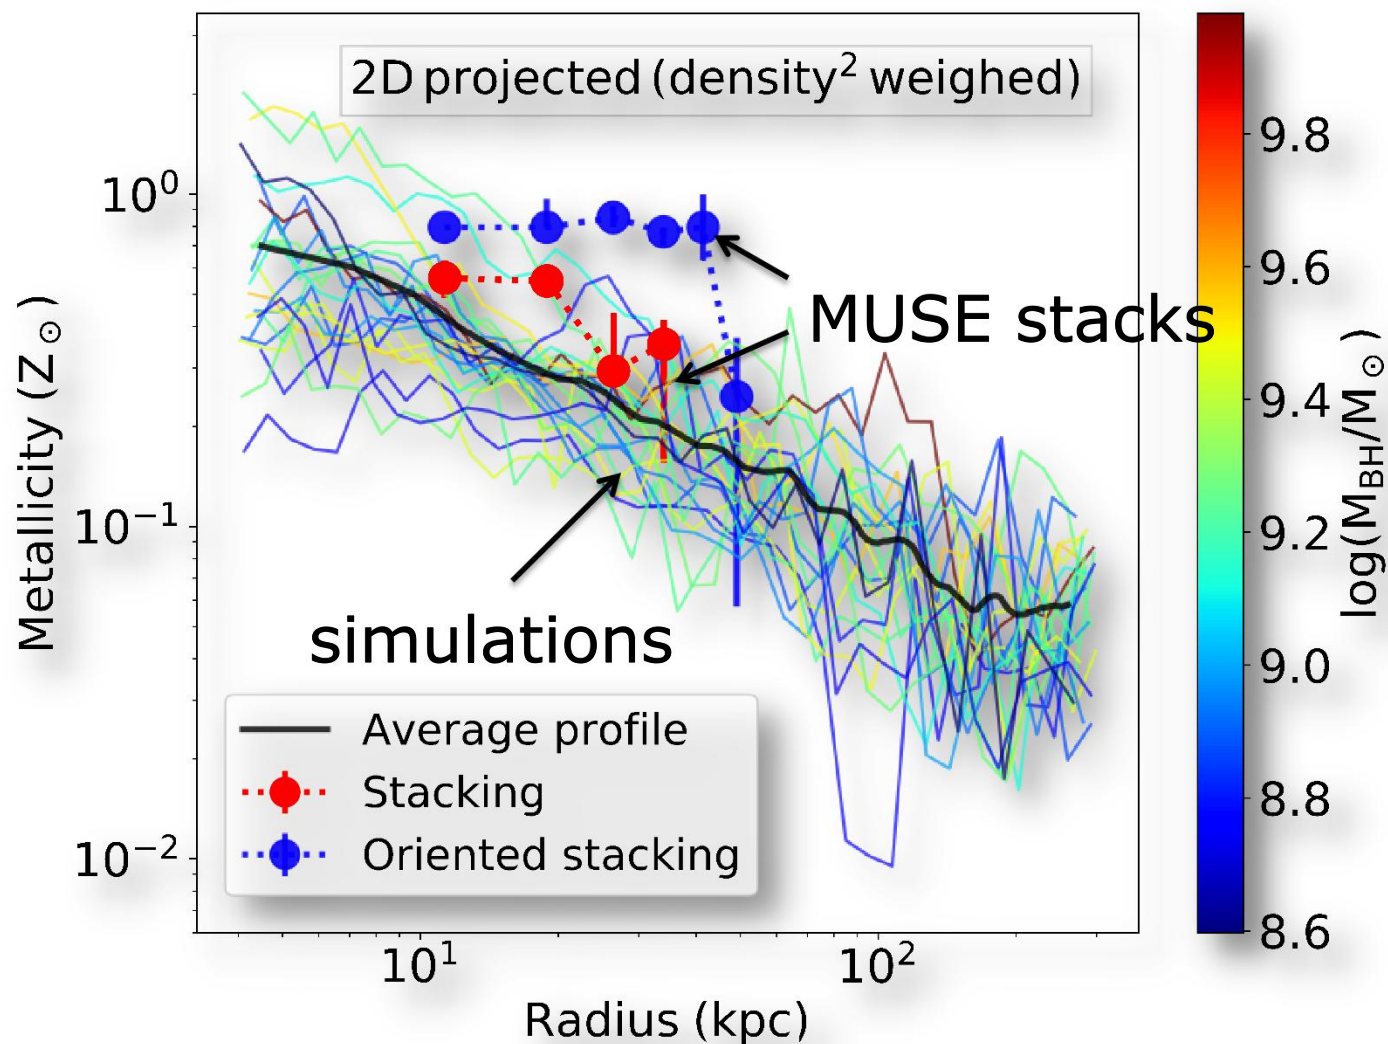 2D projected (density² weighed)
10⁰
10⁻¹
10⁻²
Metallicity (Z☉)
MUSE stacks
simulations
Average profile
Stacking
Oriented stacking
10¹
10²
Radius (kpc)
9.8
9.6
9.4
9.2
9.0
8.8
8.6
log(M_BH/M☉)